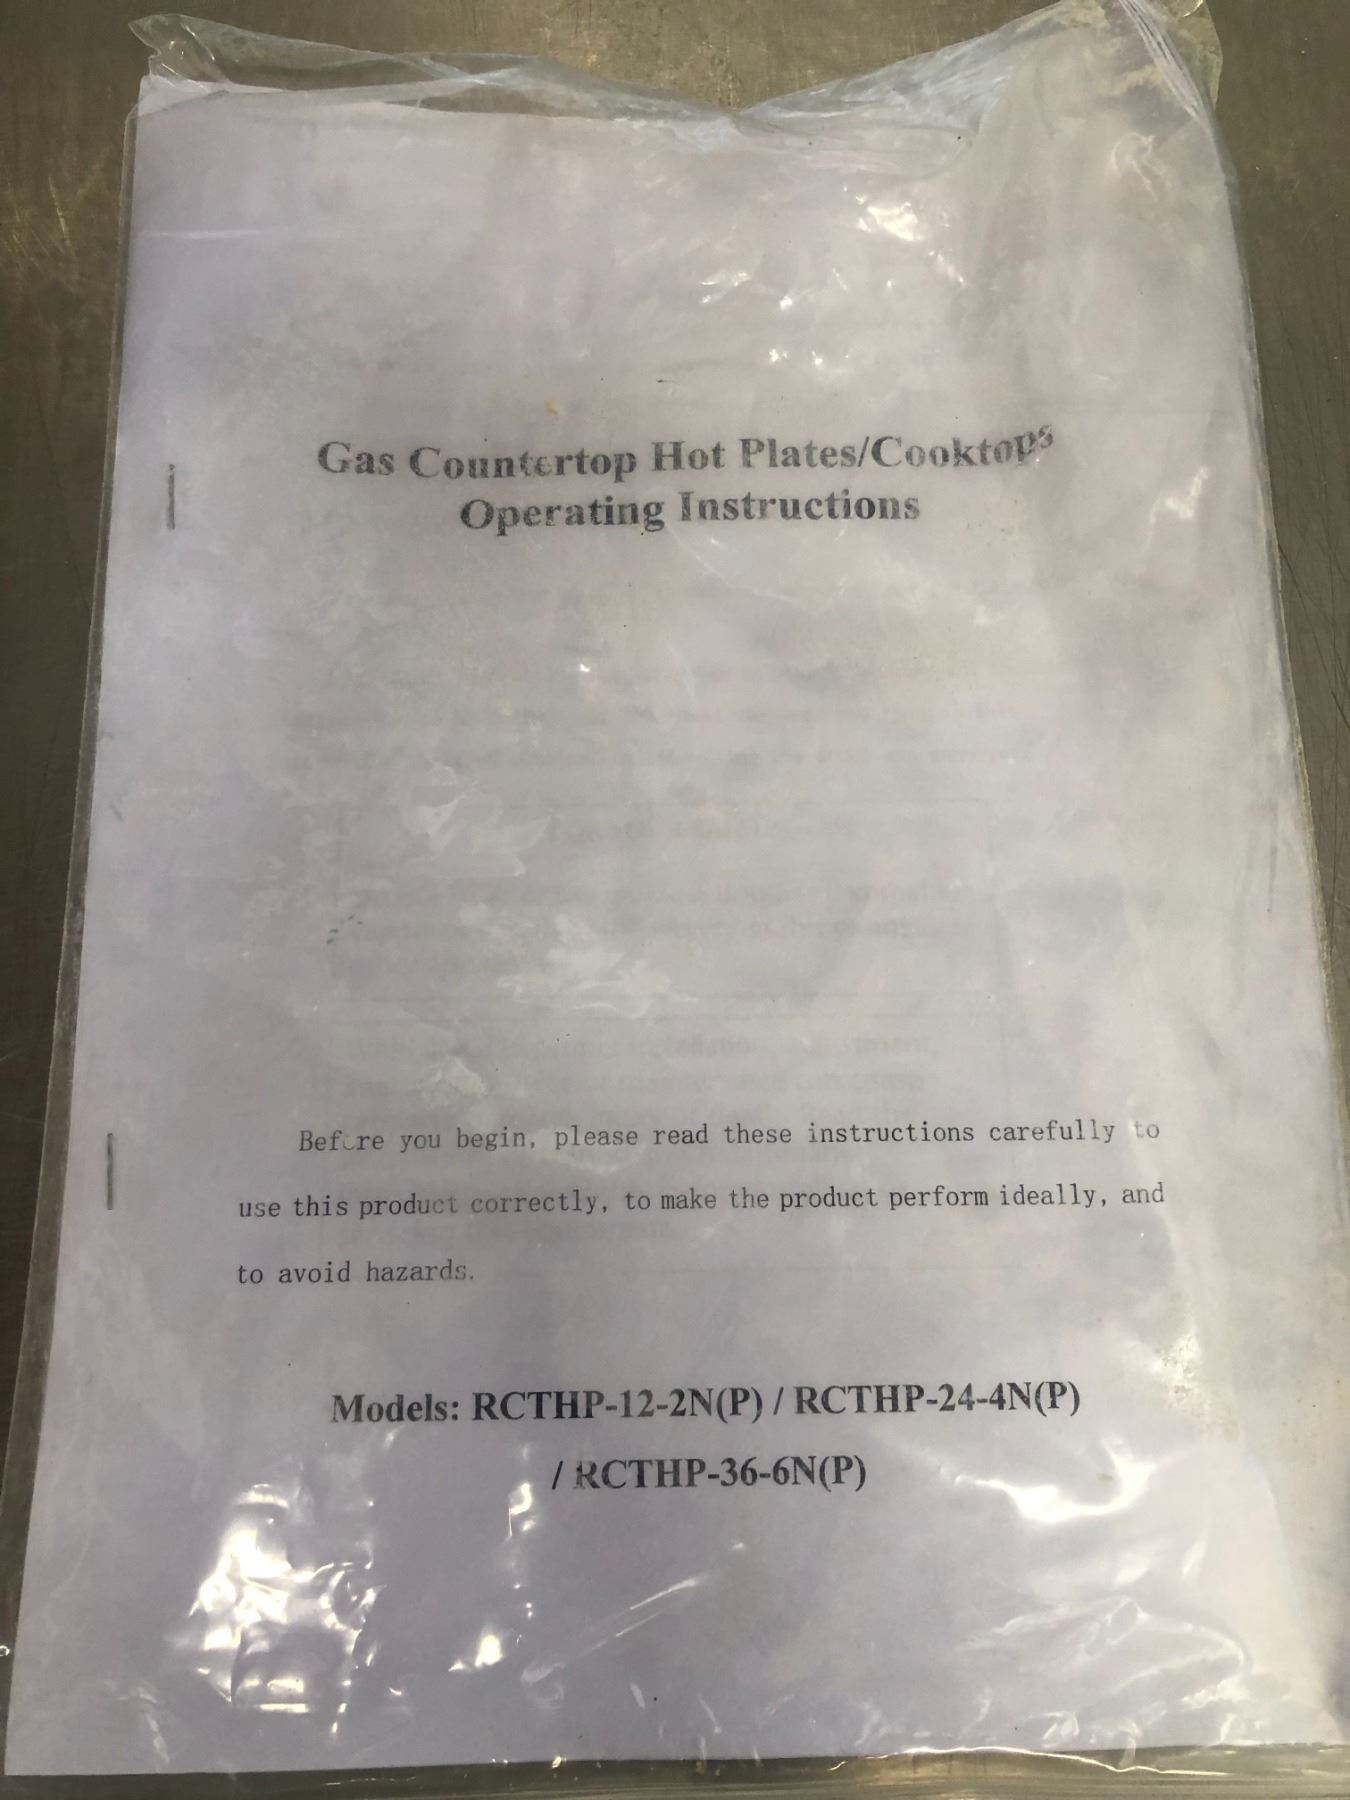 Gas Countertop Hot Plates/Cooktops
Operating Instructions
Before you begin, please read these instructions carefully to
use this product correctly, to make the product perform ideally, and
to avoid hazards.
Models: RCTHP-12-2N(P) / RCTHP-24-4N(P)
/ RCTHP-36-6N(P)